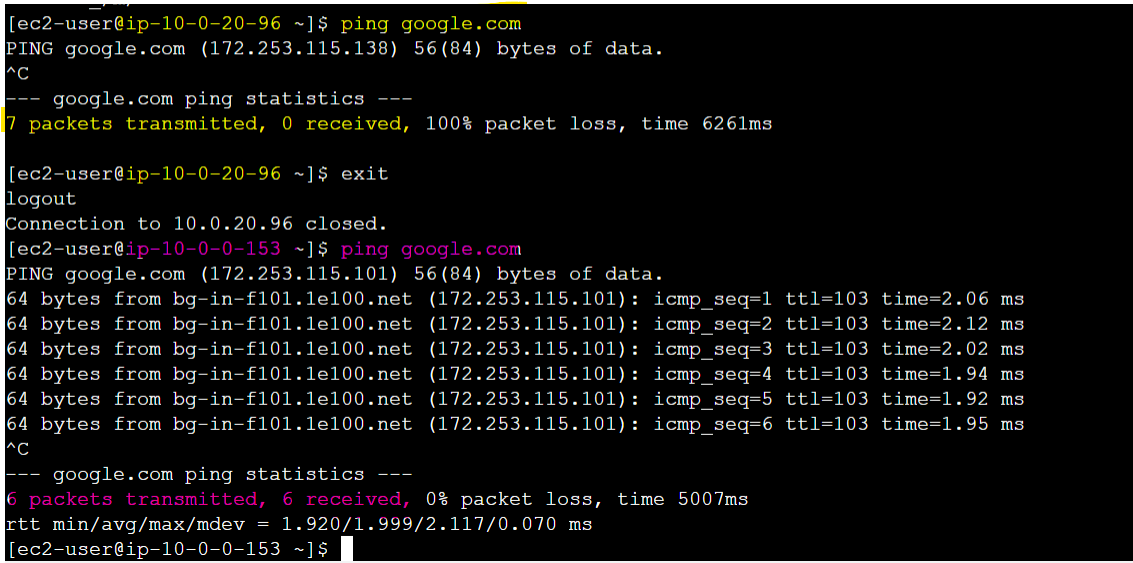 [ec2-user@ip-10-0-20-96 ~]$ ping google.com
PING google.com (172.253.115.138) 56(84) bytes of data.
^C
--- google.com ping statistics ---
7 packets transmitted, 0 received, 100% packet loss, time 6261ms
[ec2-user@ip-10-0-20-96 ~]$ exit
logout
Connection to 10.0.20.96 closed.
[ec2-user@ip-10-0-0-153 ~]$ ping google.com
PING google.com (172.253.115.101) 56(84) bytes of data.
64 bytes from bg-in-f101.1e100.net (172.253.115.101): icmp_seq=1 ttl=103 time=2.06 ms
64 bytes from bg-in-f101.1e100.net (172.253.115.101): icmp_seq=2 ttl=103 time=2.12 ms
64 bytes from bg-in-f101.1e100.net (172.253.115.101): icmp_seq=3 ttl=103 time=2.02 ms
64 bytes from bg-in-f101.1e100.net (172.253.115.101): icmp_seq=4 ttl=103 time=1.94 ms
64 bytes from bg-in-f101.1e100.net (172.253.115.101): icmp_seq=5 ttl=103 time=1.92 ms
64 bytes from bg-in-f101.1e100.net (172.253.115.101): icmp_seq=6 ttl=103 time=1.95 ms
^C
--- google.com ping statistics ---
6 packets transmitted, 6 received, 0% packet loss, time 5007ms
rtt min/avg/max/mdev = 1.920/1.999/2.117/0.070 ms
[ec2-user@ip-10-0-0-153 ~]$